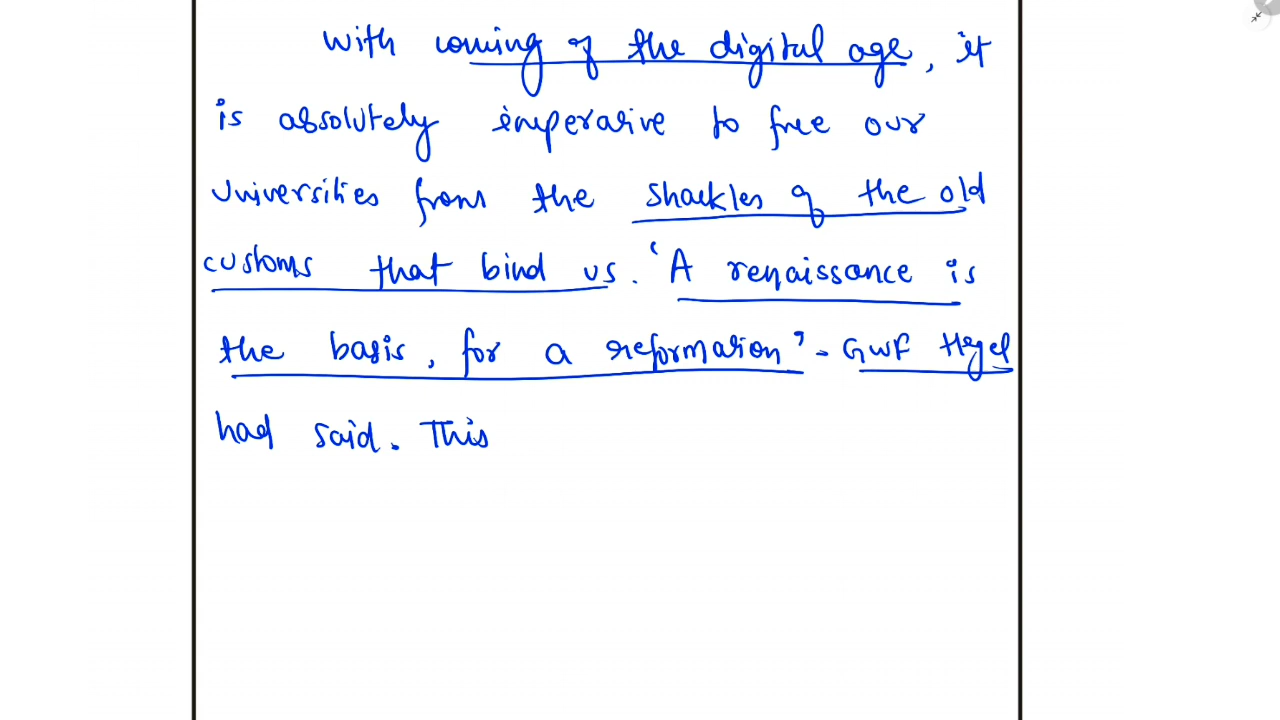 With coming of the digital age, it
is absolutely imperative to free our
Universities from the shackles of the old
customs that bind us. 'A renaissance is
the basis, for a reformation' - GWF Hegel
had said. This